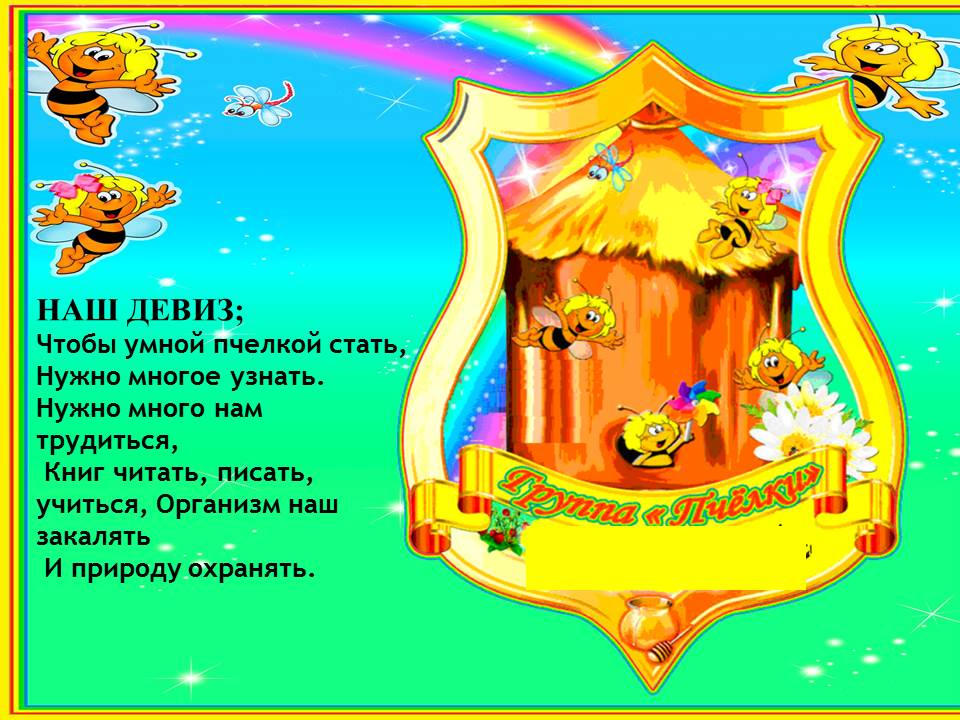 НАШ ДЕВИЗ;
Чтобы умной пчелкой стать,
Нужно многое узнать.
Нужно много нам
трудиться,
Книг читать, писать,
учиться, Организм наш
закалять
И природу охранять.
Группа «Пчёлки»